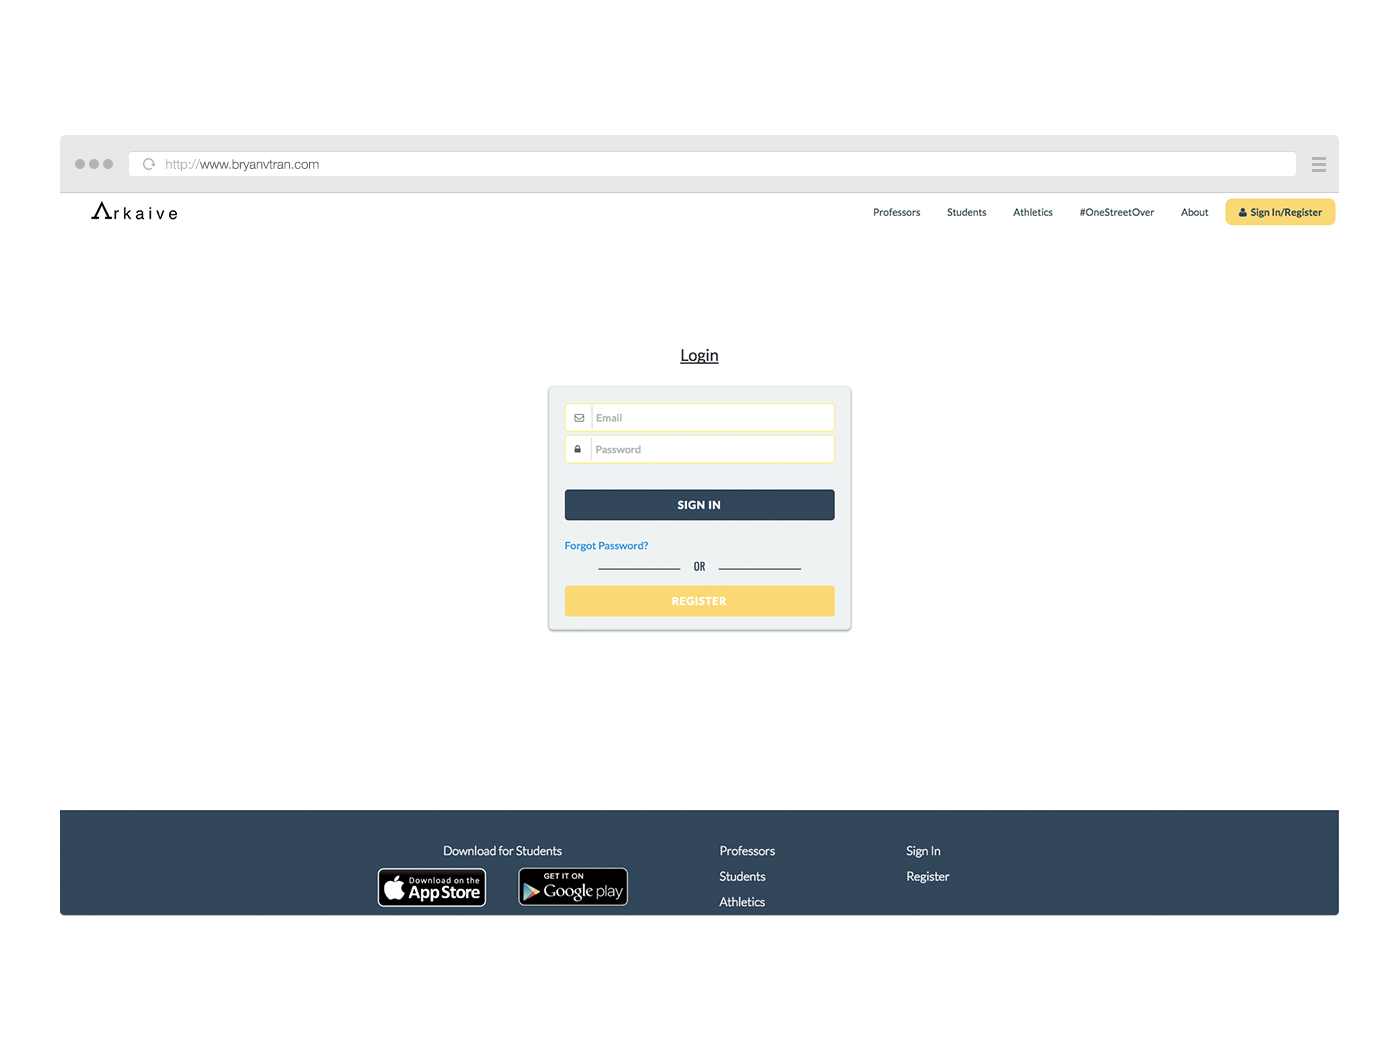 http://www.bryanvtran.com
Arkaive
Professors Students Athletics #OneStreetOver About Sign In/Register
Login
Email
Password
SIGN IN
Forgot Password?
OR
REGISTER
Download for Students
Download on the
App Store
GET IT ON
Google play
Professors
Students
Athletics
Sign In
Register